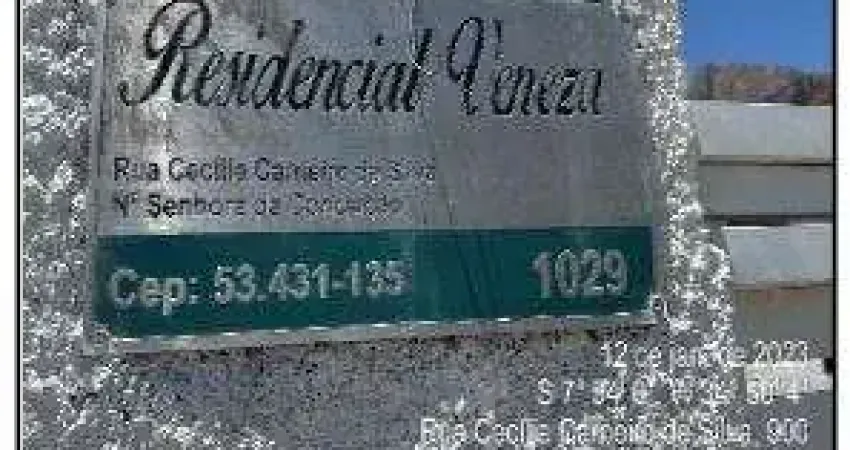 Residencial Veneza
Rua Cecília Carneiro da Silva
Nª Senhora da Conceição
Cep: 53.431-135
1029
12 de jan. de 2023
Rua Cecília Carneiro da Silva, 900